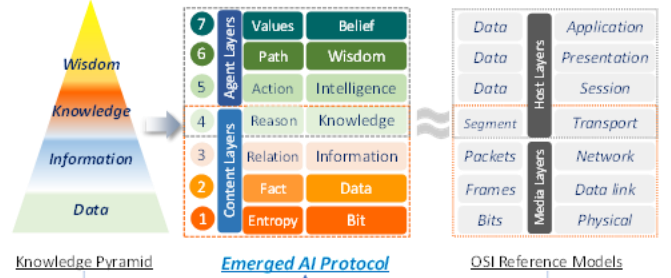 Wisdom
Knowledge
Information
Data
Knowledge Pyramid
Agent Layers
Content Layers
7 Values Belief
6 Path Wisdom
5 Action Intelligence
4 Reason Knowledge
3 Relation Information
2 Fact Data
1 Entropy Bit
Emerged AI Protocol
Host Layers
Media Layers
Data Application
Data Presentation
Data Session
Segment Transport
Packets Network
Frames Data link
Bits Physical
OSI Reference Models